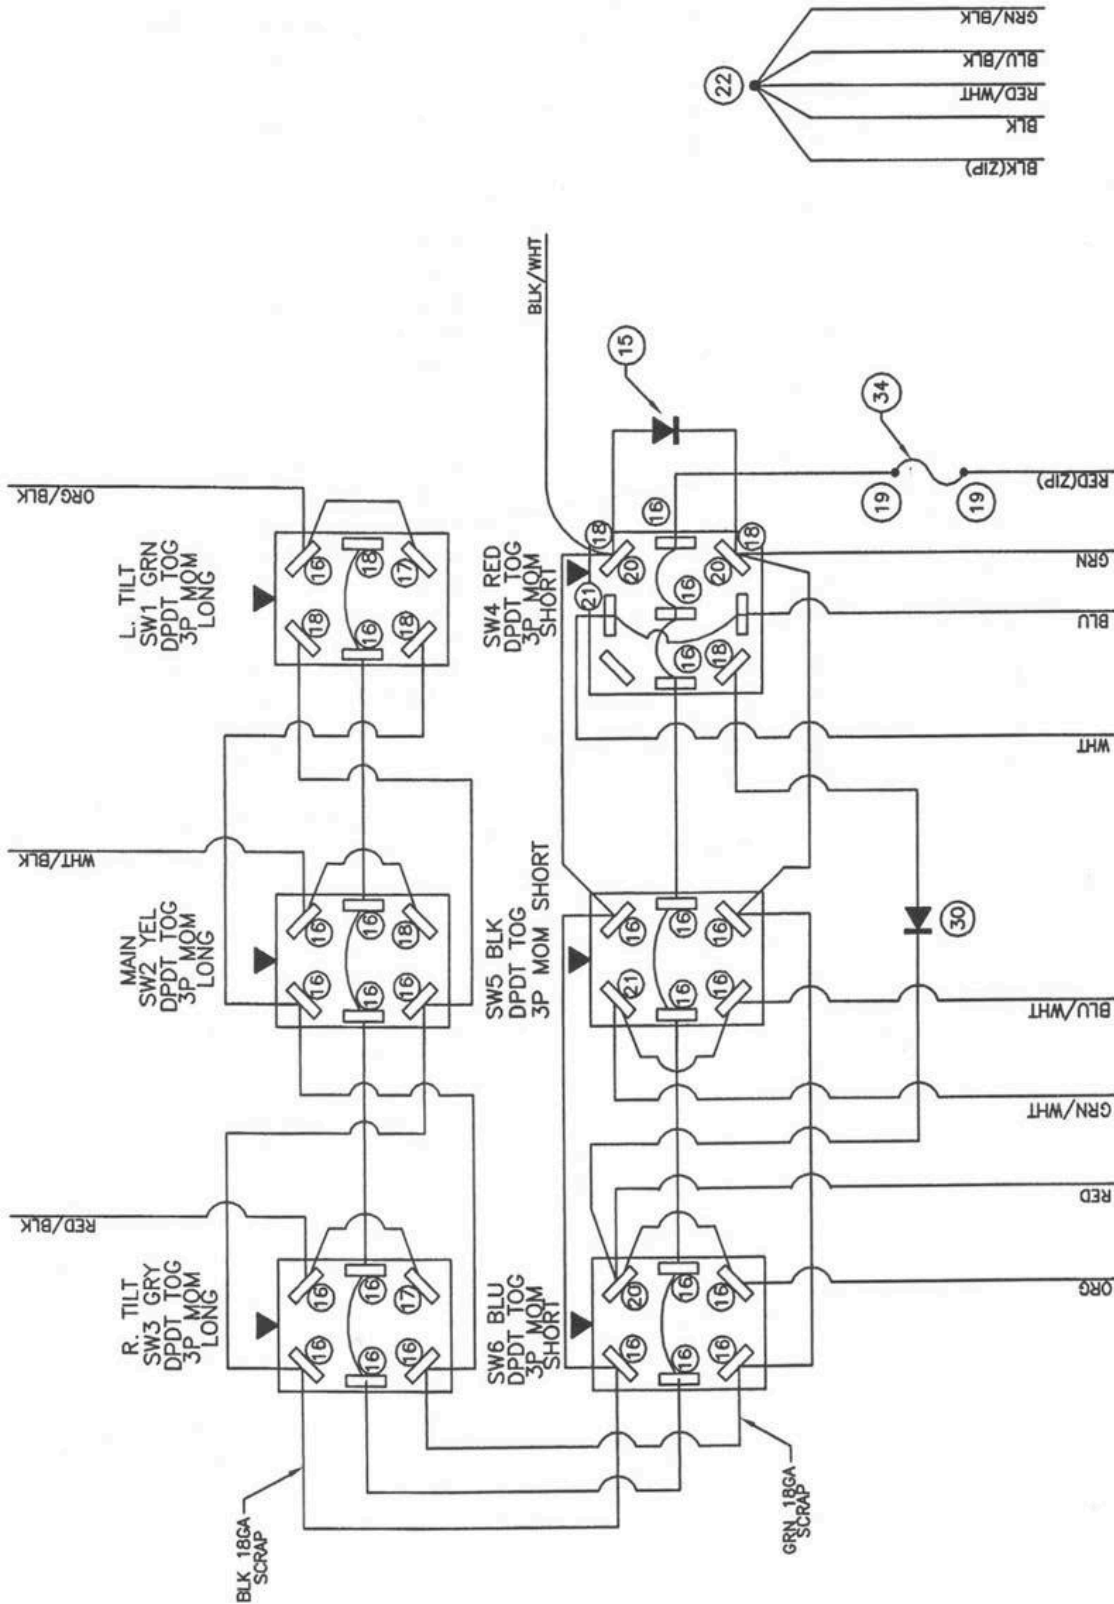 GRN/BLK
BLU/BLK
RED/WHT
BLK
BLK(ZIP)
22
ORG/BLK
L. TILT
SW1 GRN
DPDT TOG
3P MOM
LONG
18
16
16
18
18
17
WHT/BLK
MAIN
SW2 YEL
DPDT TOG
3P MOM
LONG
16
16
16
16
16
18
RED/BLK
R. TILT
SW3 GRY
DPDT TOG
3P MOM
LONG
16
16
16
16
16
17
BLK 18GA
SCRAP
BLK/WHT
15
SW4 RED
DPDT TOG
3P MOM
SHORT
21
18
20
16
16
16
18
20
18
34
19
19
RED(ZIP)
GRN
BLU
WHT
SW5 BLK
DPDT TOG
3P MOM SHORT
21
16
16
16
16
16
30
BLU/WHT
GRN/WHT
SW6 BLU
DPDT TOG
3P MOM
SHORT
16
20
16
16
16
16
RED
ORG
GRN 18GA
SCRAP